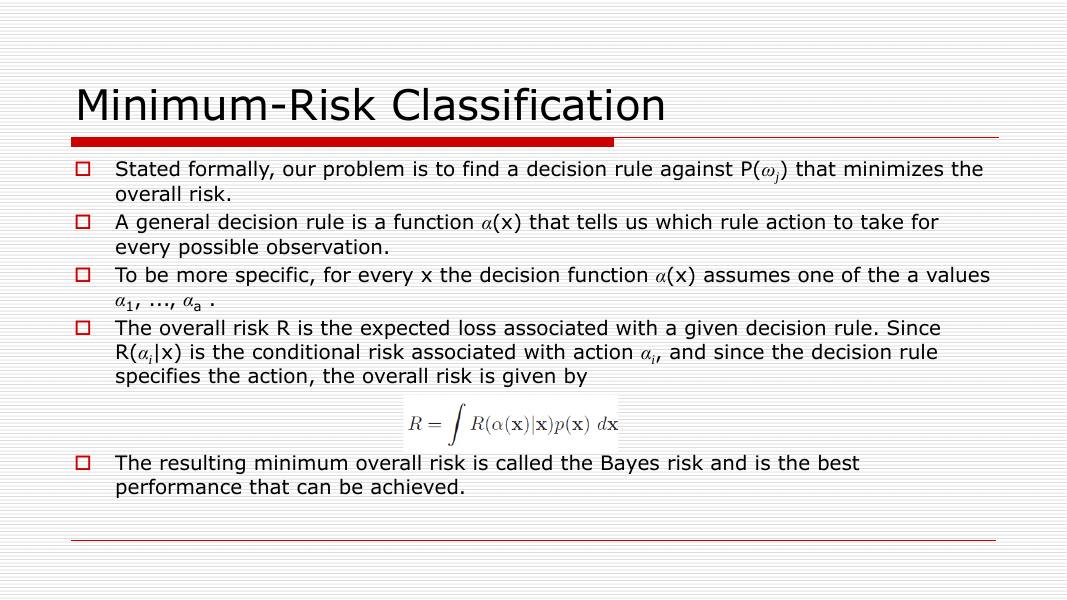 Minimum-Risk Classification
Stated formally, our problem is to find a decision rule against P(ωj) that minimizes the
overall risk.
A general decision rule is a function α(x) that tells us which rule action to take for
every possible observation.
To be more specific, for every x the decision function α(x) assumes one of the a values
α1, …, αa .
The overall risk R is the expected loss associated with a given decision rule. Since
R(αi|x) is the conditional risk associated with action αi, and since the decision rule
specifies the action, the overall risk is given by
R = ∫ R(α(x)|x)p(x) dx
The resulting minimum overall risk is called the Bayes risk and is the best
performance that can be achieved.